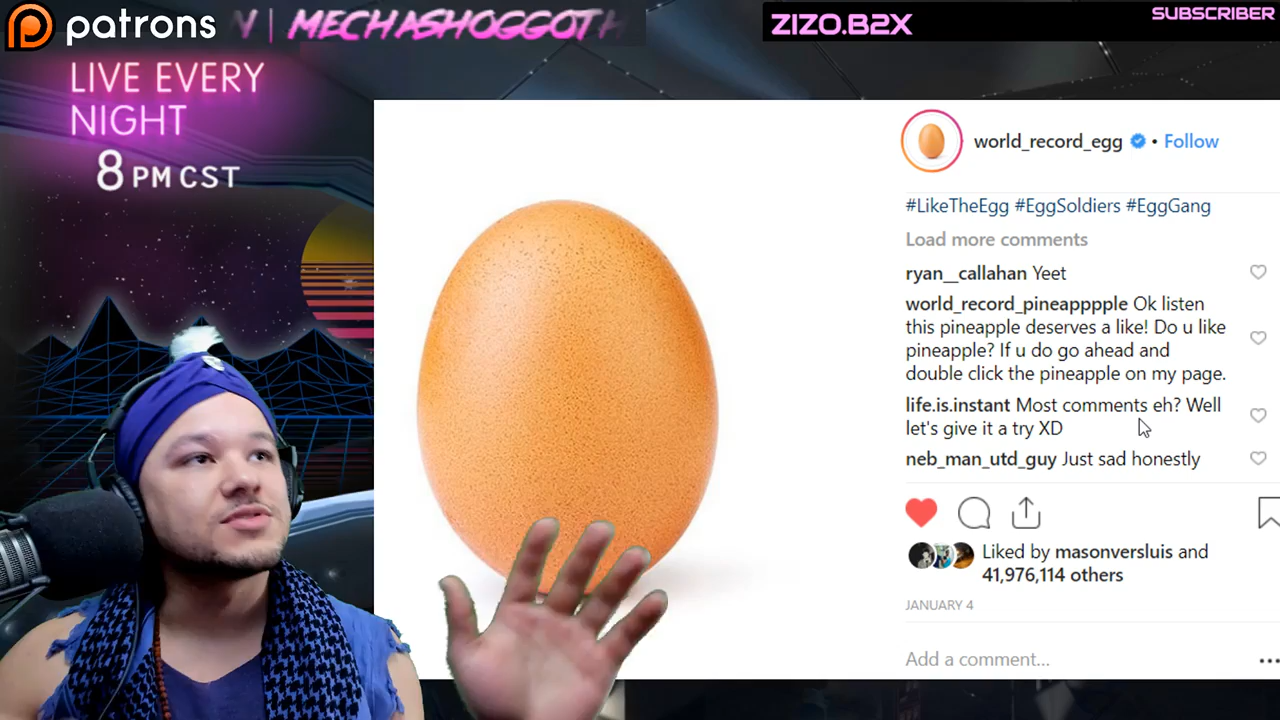 patrons
MECHASHOGGOTH
ZIZO.B2X
SUBSCRIBER
LIVE EVERY
NIGHT
8 PM CST
world_record_egg • Follow
#LikeTheEgg #EggSoldiers #EggGang
Load more comments
ryan__callahan Yeet
world_record_pineapppple Ok listen
this pineapple deserves a like! Do u like
pineapple? If u do go ahead and
double click the pineapple on my page.
life.is.instant Most comments eh? Well
let's give it a try XD
neb_man_utd_guy Just sad honestly
Liked by masonversluis and
41,976,114 others
JANUARY 4
Add a comment...